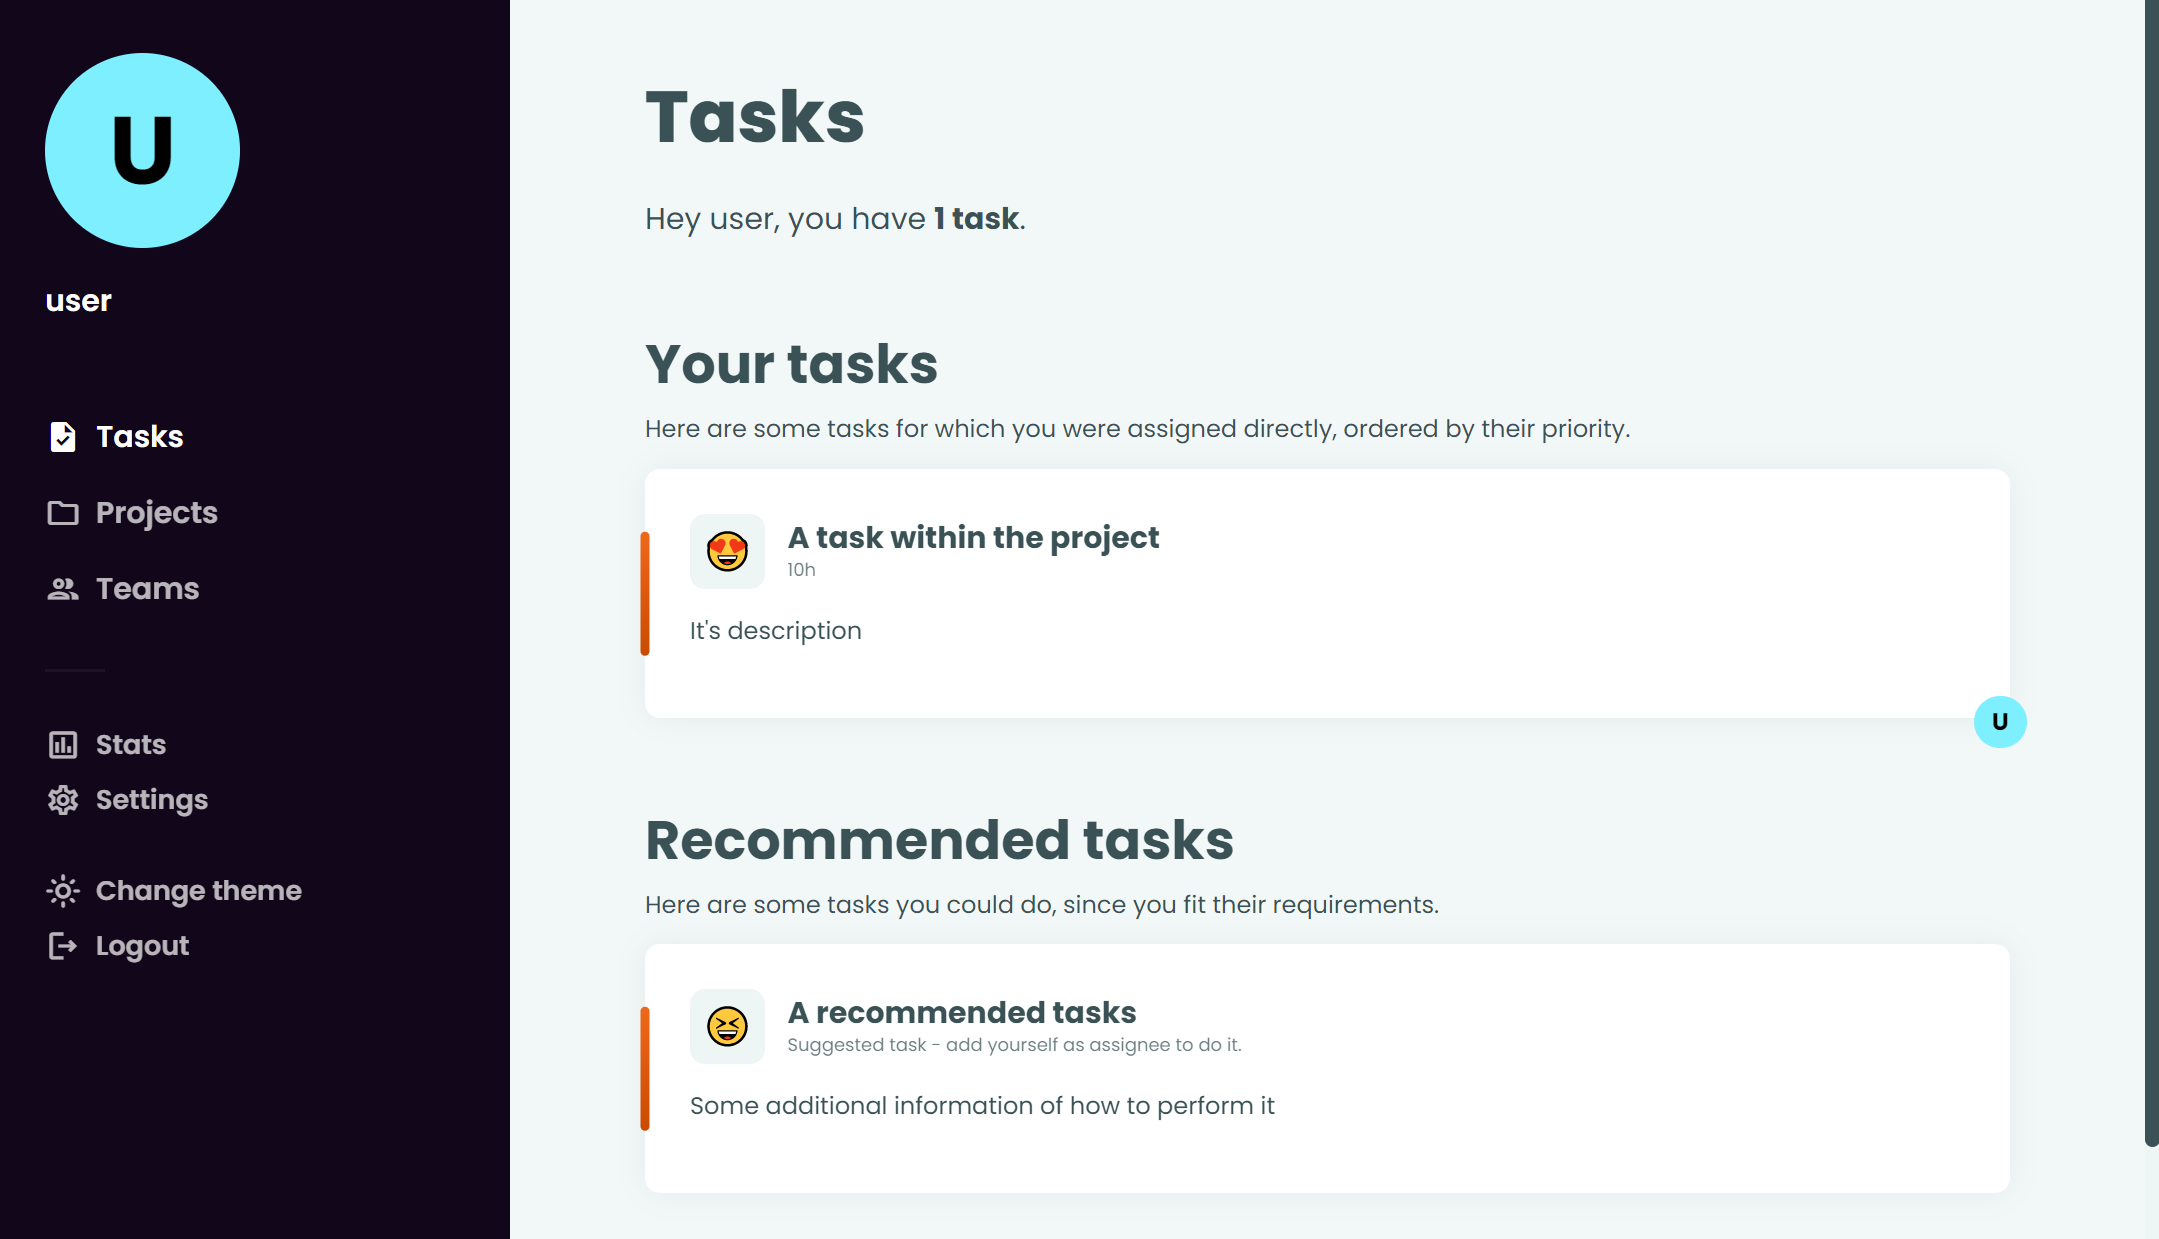 U
user
Tasks
Projects
Teams
Stats
Settings
Change theme
Logout
Tasks
Hey user, you have 1 task.
Your tasks
Here are some tasks for which you were assigned directly, ordered by their priority.
A task within the project
10h
It's description
U
Recommended tasks
Here are some tasks you could do, since you fit their requirements.
A recommended tasks
Suggested task - add yourself as assignee to do it.
Some additional information of how to perform it